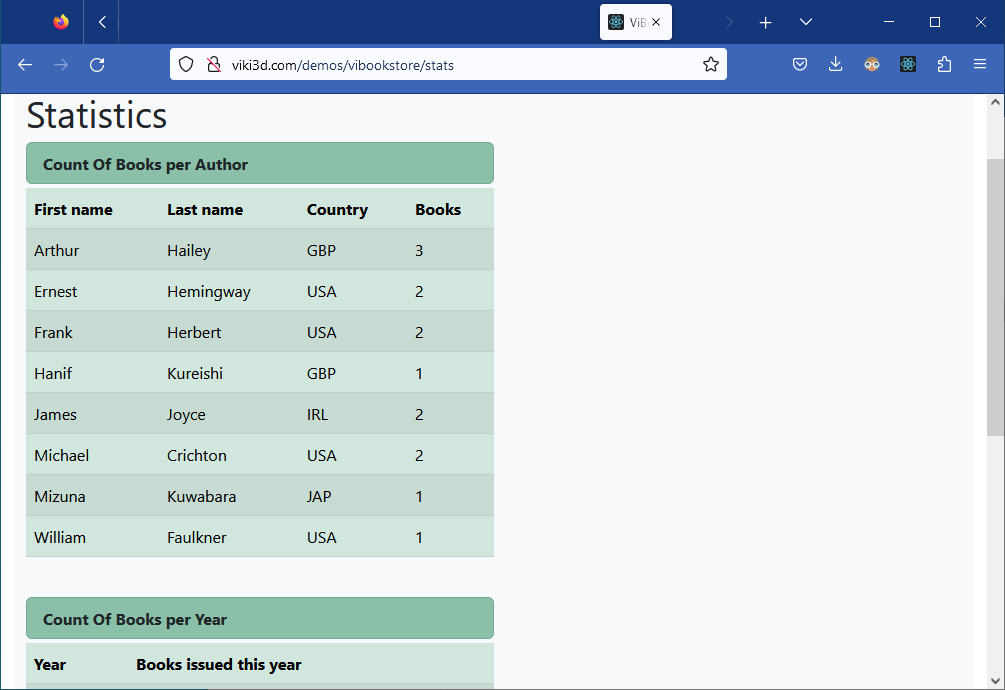 ViB
viki3d.com/demos/vibookstore/stats
Statistics
Count Of Books per Author
First name Last name Country Books
Arthur Hailey GBP 3
Ernest Hemingway USA 2
Frank Herbert USA 2
Hanif Kureishi GBP 1
James Joyce IRL 2
Michael Crichton USA 2
Mizuna Kuwabara JAP 1
William Faulkner USA 1
Count Of Books per Year
Year Books issued this year